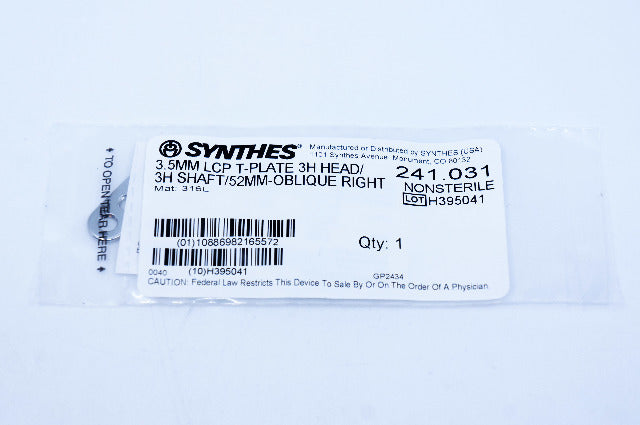 SYNTHES®
Manufactured or Distributed by SYNTHES (USA)
101 Synthes Avenue, Monument, CO 80132
3.5MM LCP T-PLATE 3H HEAD/
3H SHAFT/52MM-OBLIQUE RIGHT
Mat: 316L
241.031
NONSTERILE
LOT H395041
(01)10886982165572
Qty: 1
(10)H395041
0040
GP2434
CAUTION: Federal Law Restricts This Device To Sale By Or On The Order Of A Physician.
TO OPEN TEAR HERE